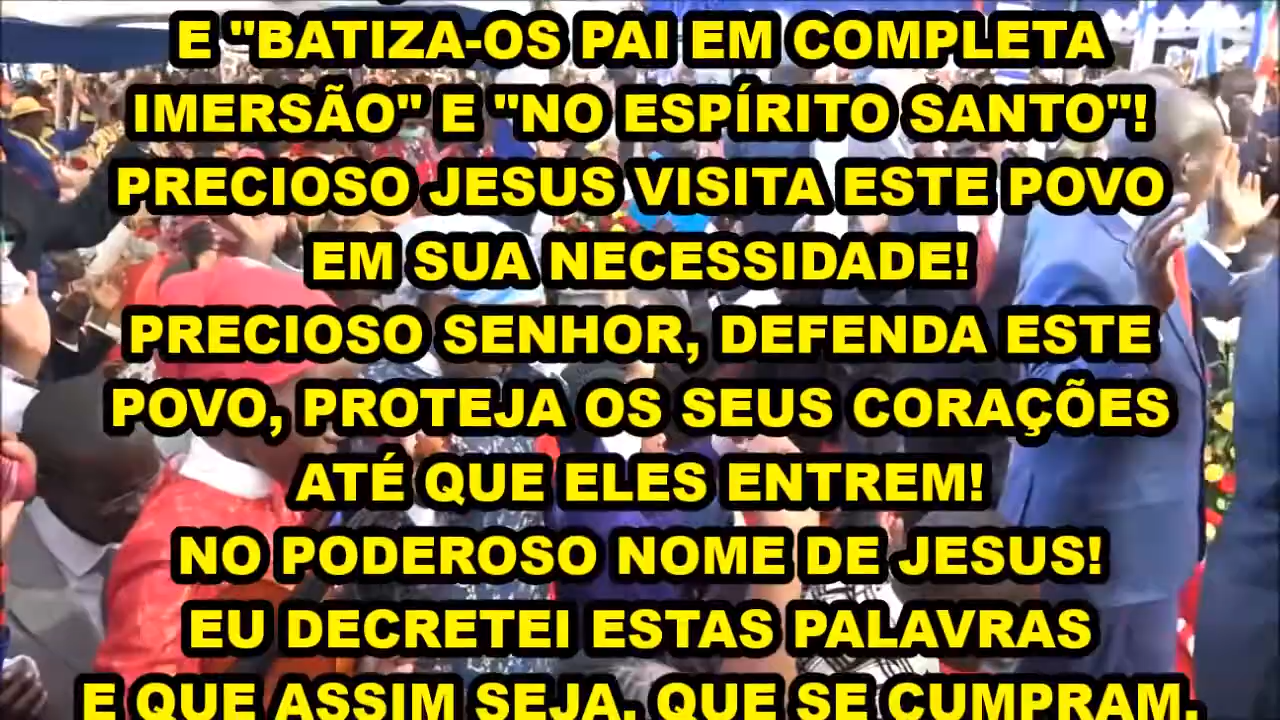 E "BATIZA-OS PAI EM COMPLETA
IMERSÃO" E "NO ESPÍRITO SANTO"!
PRECIOSO JESUS VISITA ESTE POVO
EM SUA NECESSIDADE!
PRECIOSO SENHOR, DEFENDA ESTE
POVO, PROTEJA OS SEUS CORAÇÕES
ATÉ QUE ELES ENTREM!
NO PODEROSO NOME DE JESUS!
EU DECRETEI ESTAS PALAVRAS
E QUE ASSIM SEJA, QUE SE CUMPRAM,